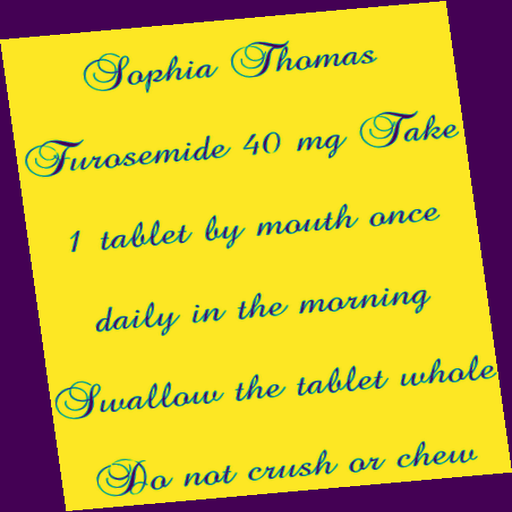 Sophia Thomas
Furosemide 40 mg Take
1 tablet by mouth once
daily in the morning
Swallow the tablet whole
Do not crush or chew